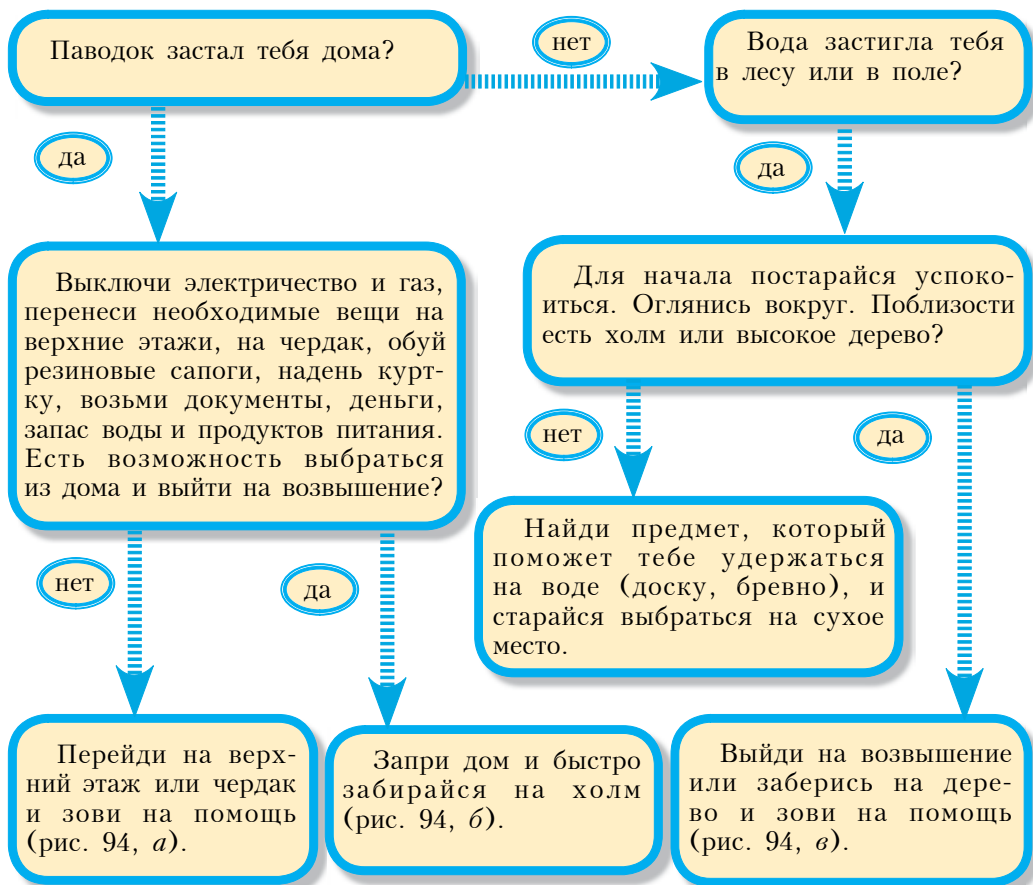 Паводок застал тебя дома?
нет
Вода застигла тебя
в лесу или в поле?
да
да
Выключи электричество и газ,
перенеси необходимые вещи на
верхние этажи, на чердак, обуй
резиновые сапоги, надень курт-
ку, возьми документы, деньги,
запас воды и продуктов питания.
Есть возможность выбраться
из дома и выйти на возвышение?
Для начала постарайся успоко-
иться. Оглянись вокруг. Поблизости
есть холм или высокое дерево?
нет
да
нет
да
Найди предмет, который
поможет тебе удержаться
на воде (доску, бревно), и
старайся выбраться на сухое
место.
Перейди на верх-
ний этаж или чердак
и зови на помощь
(рис. 94, а).
Запри дом и быстро
забирайся на холм
(рис. 94, б).
Выйди на возвышение
или заберись на дере-
во и зови на помощь
(рис. 94, в).